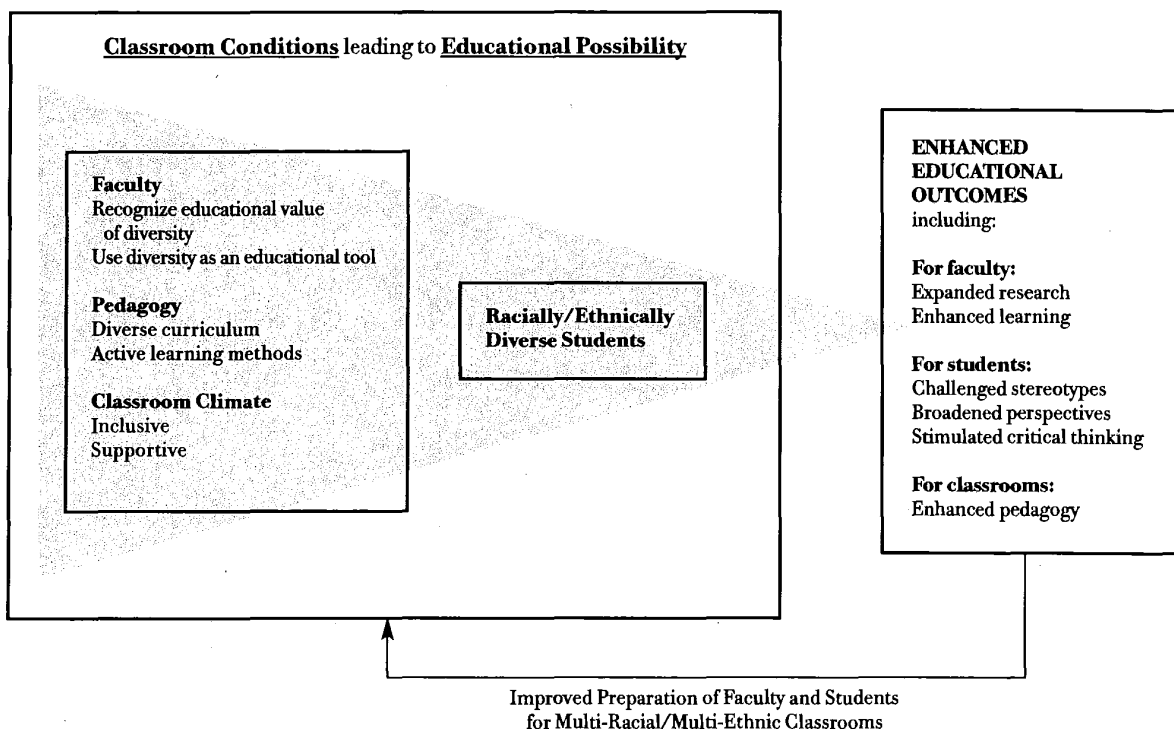 Classroom Conditions leading to Educational Possibility
Faculty
Recognize educational value
of diversity
Use diversity as an educational tool
Pedagogy
Diverse curriculum
Active learning methods
Classroom Climate
Inclusive
Supportive
Racially/Ethnically
Diverse Students
ENHANCED
EDUCATIONAL
OUTCOMES
including:
For faculty:
Expanded research
Enhanced learning
For students:
Challenged stereotypes
Broadened perspectives
Stimulated critical thinking
For classrooms:
Enhanced pedagogy
Improved Preparation of Faculty and Students
for Multi-Racial/Multi-Ethnic Classrooms